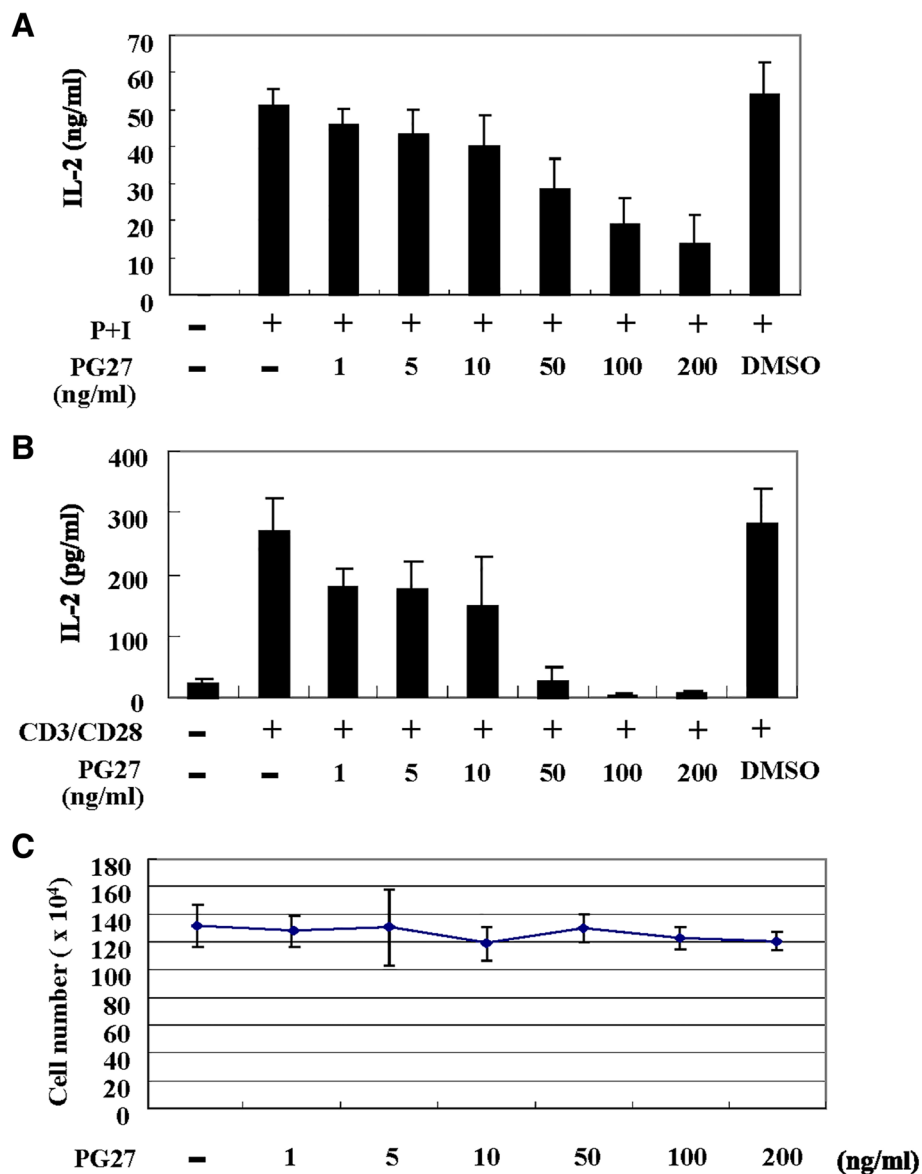 A
IL-2 (ng/ml)
70
60
50
40
30
20
10
0
P+I - + + + + + + + +
PG27 - - 1 5 10 50 100 200 DMSO
(ng/ml)
B
IL-2 (pg/ml)
400
300
200
100
0
CD3/CD28 - + + + + + + + +
PG27 - - 1 5 10 50 100 200 DMSO
(ng/ml)
C
Cell number ( x 10⁴)
180
160
140
120
100
80
60
40
20
0
PG27 - 1 5 10 50 100 200 (ng/ml)